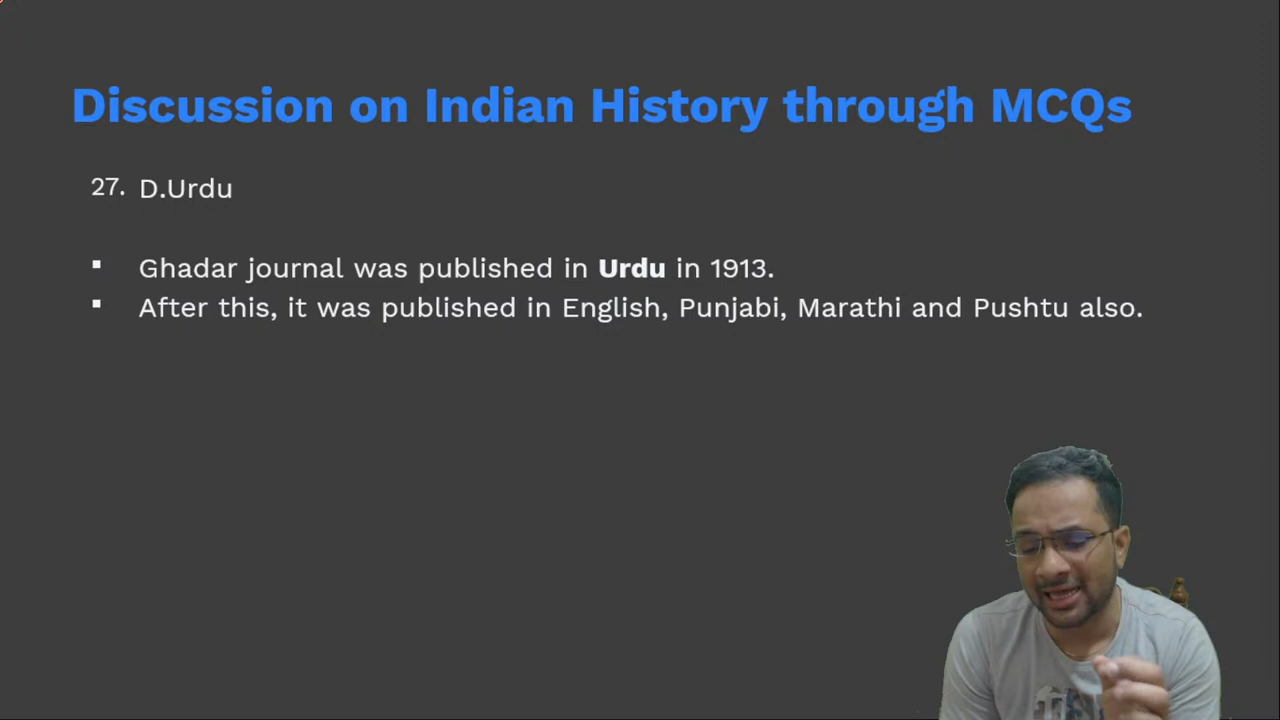 Discussion on Indian History through MCQs
27. D.Urdu
▪ Ghadar journal was published in Urdu in 1913.
▪ After this, it was published in English, Punjabi, Marathi and Pushtu also.